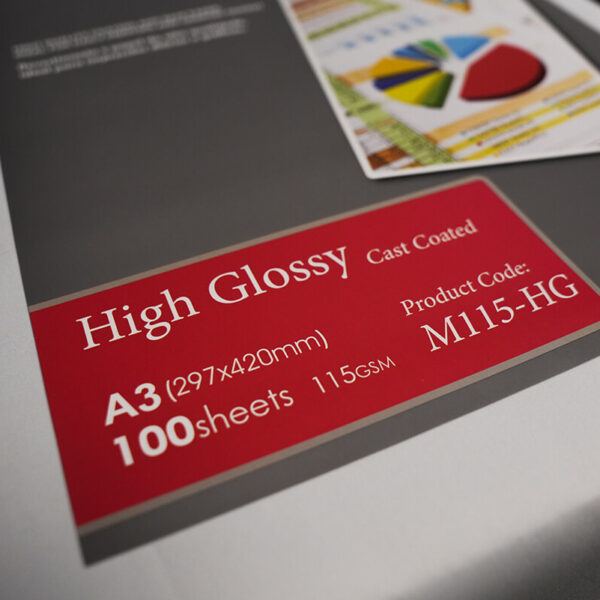 High Glossy Cast Coated
Product Code:
A3 (297x420mm)
M115-HG
100sheets 115GSM